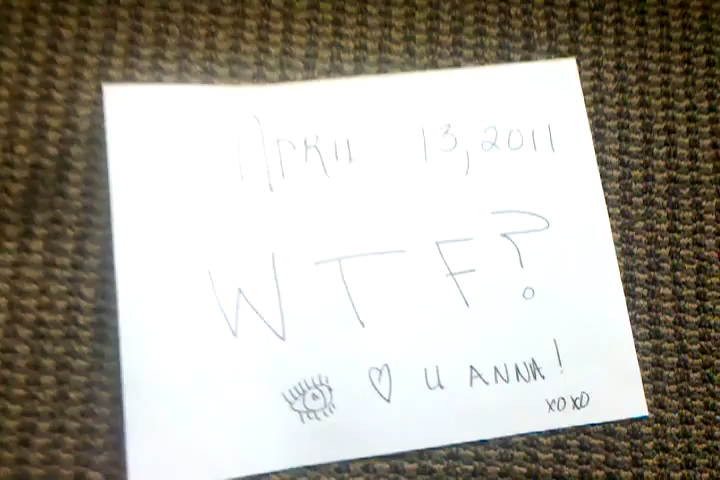 APRIL 13, 2011
WTF?
♡ U ANNA!
XOXO